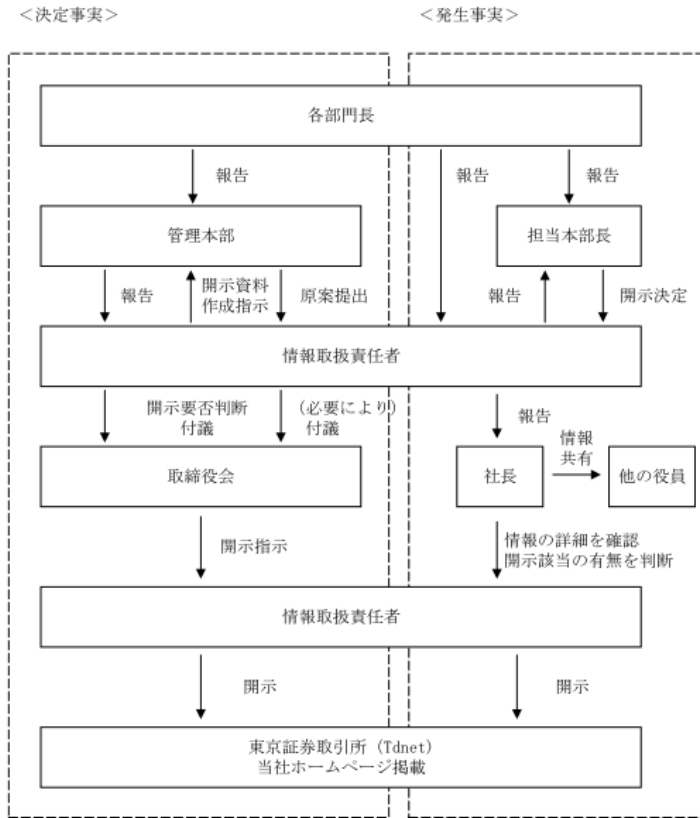 ＜決定事実＞
＜発生事実＞
各部門長
報告
報告
報告
管理本部
担当本部長
報告
開示資料
作成指示
原案提出
報告
開示決定
情報取扱責任者
開示要否判断
付議
(必要により)
付議
報告
取締役会
社長
情報
共有
他の役員
開示指示
情報の詳細を確認
開示該当の有無を判断
情報取扱責任者
開示
開示
東京証券取引所 (Tdnet)
当社ホームページ掲載